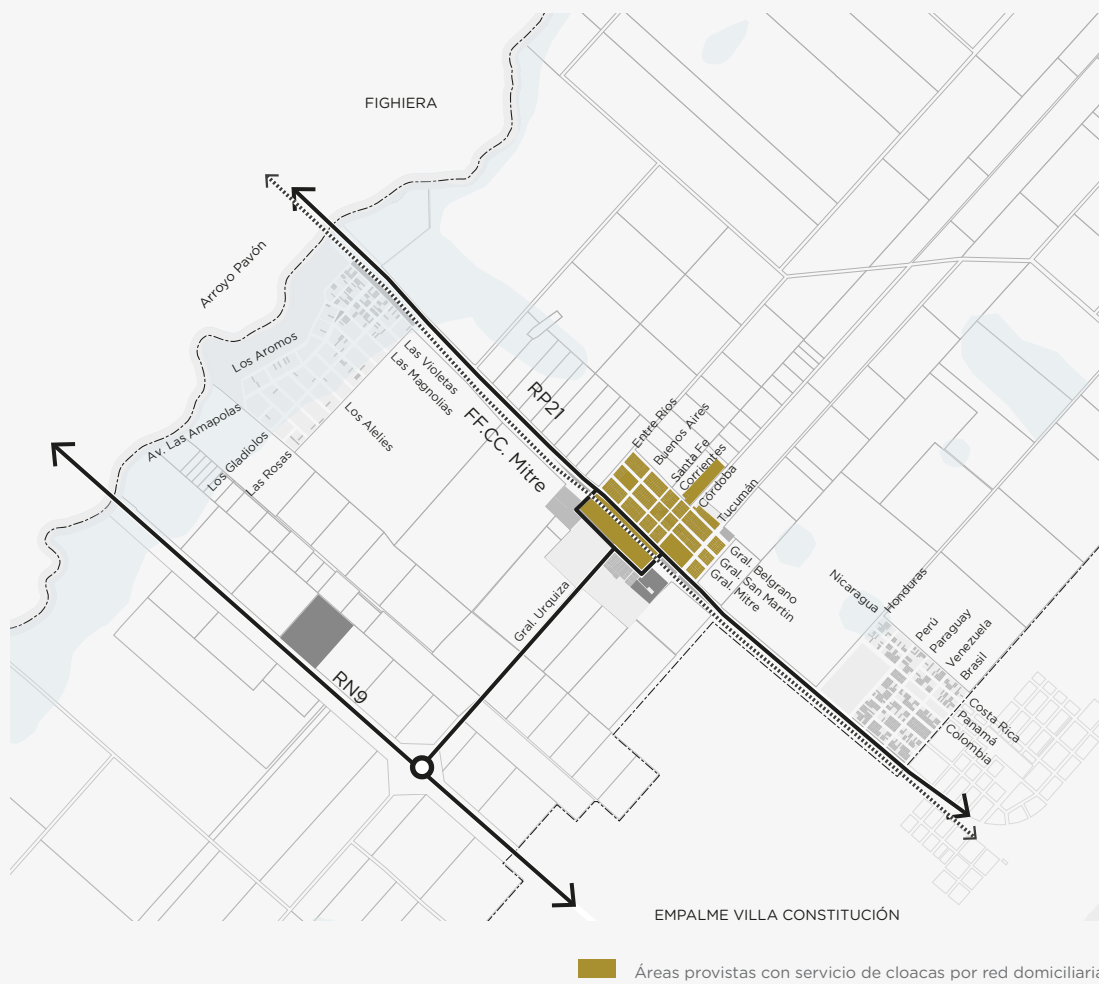 FIGHIERA
Arroyo Pavón
Los Aromos
Las Violetas
Las Magnolias
RP21
FF.CC. Mitre
Av. Las Amapolas
Los Gladiolos
Las Rosas
Los Alelies
Entre Ríos
Buenos Aires
Santa Fe
Corrientes
Córdoba
Tucumán
Gral. Belgrano
Gral. San Martin
Gral. Mitre
Gral. Urquiza
RN9
Nicaragua
Honduras
Perú
Paraguay
Venezuela
Brasil
Costa Rica
Panamá
Colombia
EMPALME VILLA CONSTITUCIÓN
Áreas provistas con servicio de cloacas por red domiciliaria